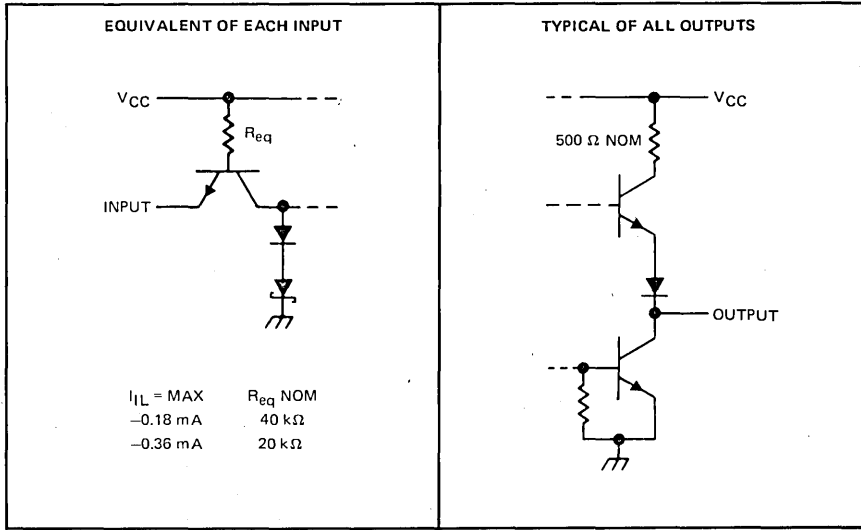 EQUIVALENT OF EACH INPUT
VCC
Req
INPUT
IIL = MAX Req NOM
−0.18 mA 40 kΩ
−0.36 mA 20 kΩ
TYPICAL OF ALL OUTPUTS
VCC
500 Ω NOM
OUTPUT